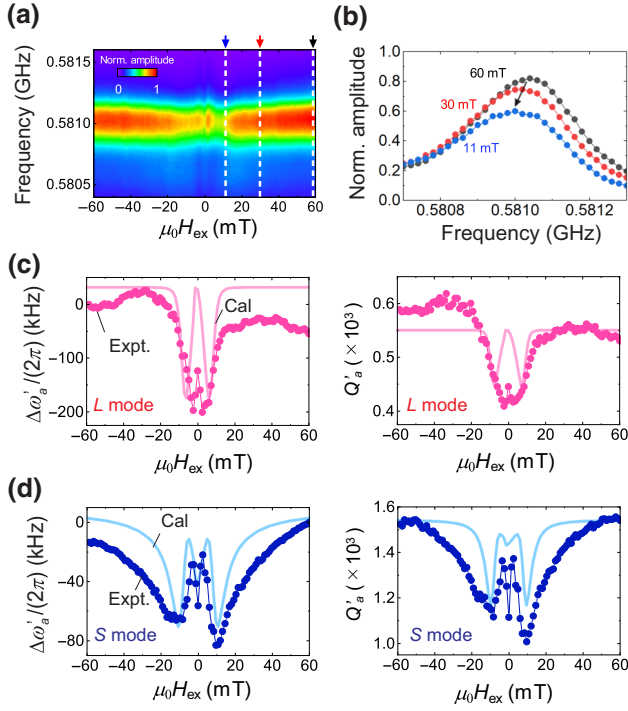 (a)
Frequency (GHz)
0.5815
0.5810
0.5805
Norm. amplitude
0 1
−60 −40 −20 0 20 40 60
μ₀Hₑₓ (mT)
(b)
Norm. amplitude
1.0
0.8
0.6
0.4
0.2
0.0
60 mT
30 mT
11 mT
0.5808
0.5810
0.5812
Frequency (GHz)
(c)
Δω′ₐ/(2π) (kHz)
0
−100
−200
Cal
Expt.
L mode
−60 −40 −20 0 20 40 60
μ₀Hₑₓ (mT)
Q′ₐ (× 10³)
0.6
0.5
0.4
L mode
−60 −40 −20 0 20 40 60
μ₀Hₑₓ (mT)
(d)
Δω′ₐ/(2π) (kHz)
0
−40
−80
Cal
Expt.
S mode
−60 −40 −20 0 20 40 60
μ₀Hₑₓ (mT)
Q′ₐ (× 10³)
1.6
1.4
1.2
1.0
S mode
−60 −40 −20 0 20 40 60
μ₀Hₑₓ (mT)